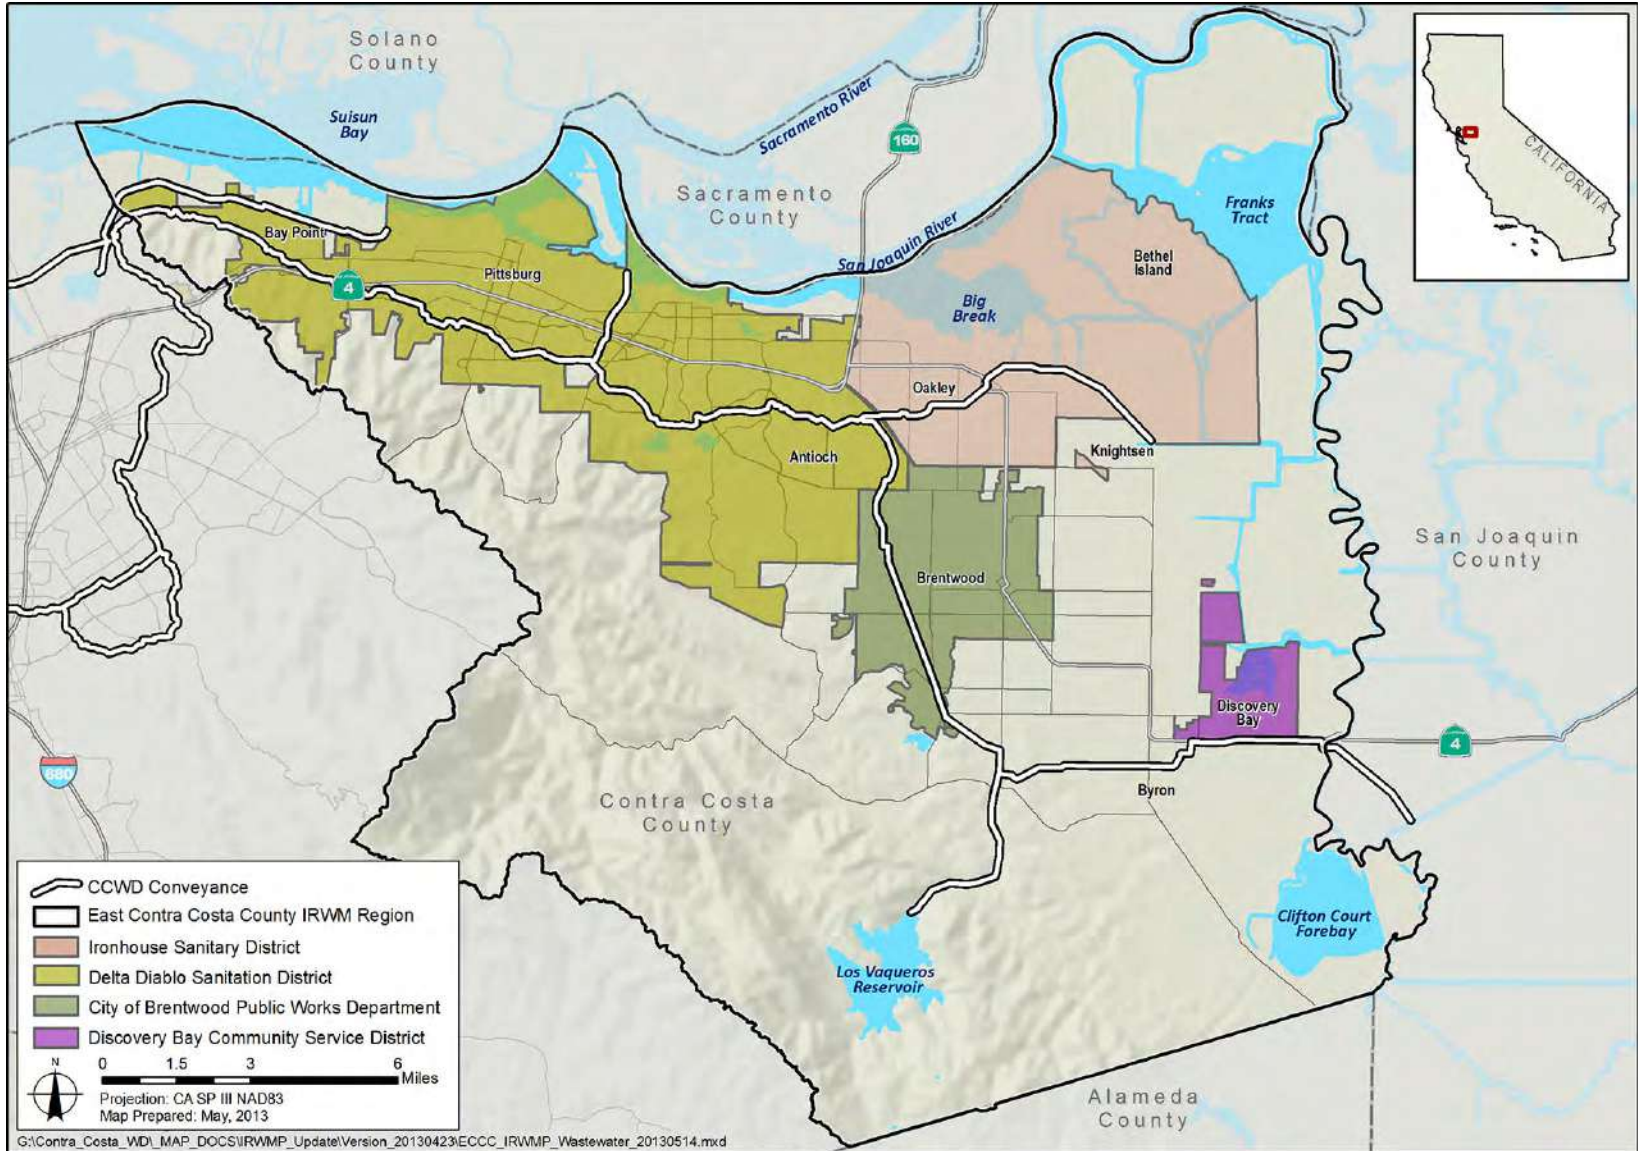 Solano
County
Suisun
Bay
Sacramento River
160
Sacramento
County
San Joaquin River
Franks
Tract
CALIFORNIA
Bay Point
Pittsburg
4
Bethel
Island
Big
Break
Oakley
Antioch
Knightsen
San Joaquin
County
Brentwood
Discovery
Bay
4
680
Contra Costa
County
Byron
Clifton Court
Forebay
Los Vaqueros
Reservoir
Alameda
County
CCWD Conveyance
East Contra Costa County IRWM Region
Ironhouse Sanitary District
Delta Diablo Sanitation District
City of Brentwood Public Works Department
Discovery Bay Community Service District
N
0 1.5 3 6
Miles
Projection: CA SP III NAD83
Map Prepared: May, 2013
G:\Contra_Costa_WD\_MAP_DOCS\IRWMP_Update\Version_20130423\ECCC_IRWMP_Wastewater_20130514.mxd